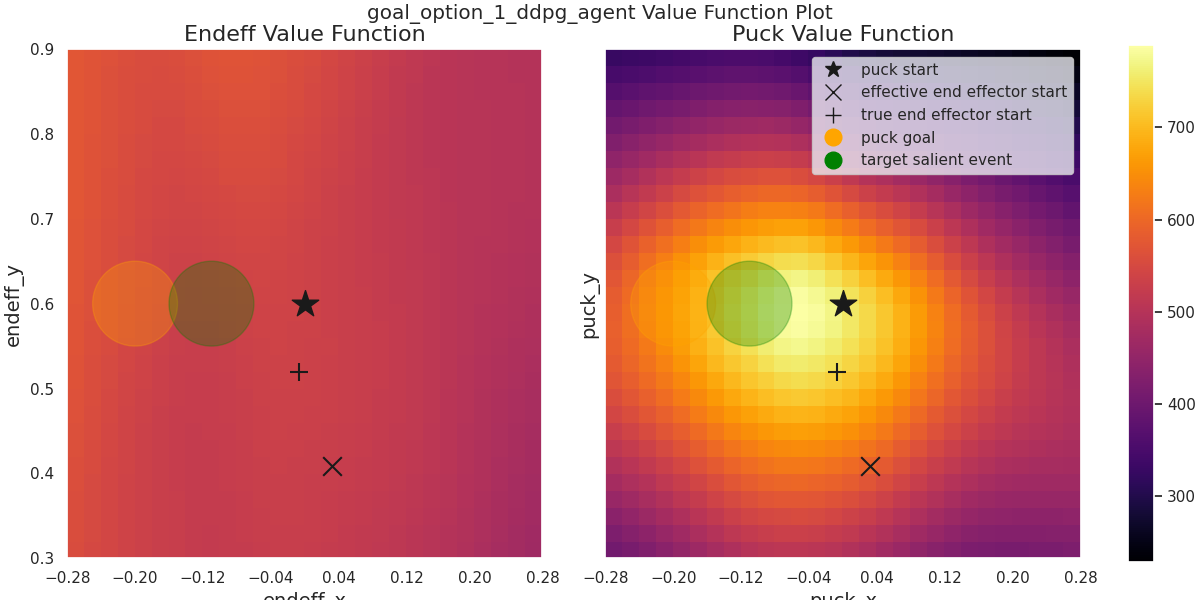 goal_option_1_ddpg_agent Value Function Plot
Endeff Value Function
Puck Value Function
0.9
0.8
0.7
0.6
0.5
0.4
0.3
endeff_y
−0.28 −0.20 −0.12 −0.04 0.04 0.12 0.20 0.28
endeff_x
puck_y
puck start
effective end effector start
true end effector start
puck goal
target salient event
−0.28 −0.20 −0.12 −0.04 0.04 0.12 0.20 0.28
puck_x
700
600
500
400
300